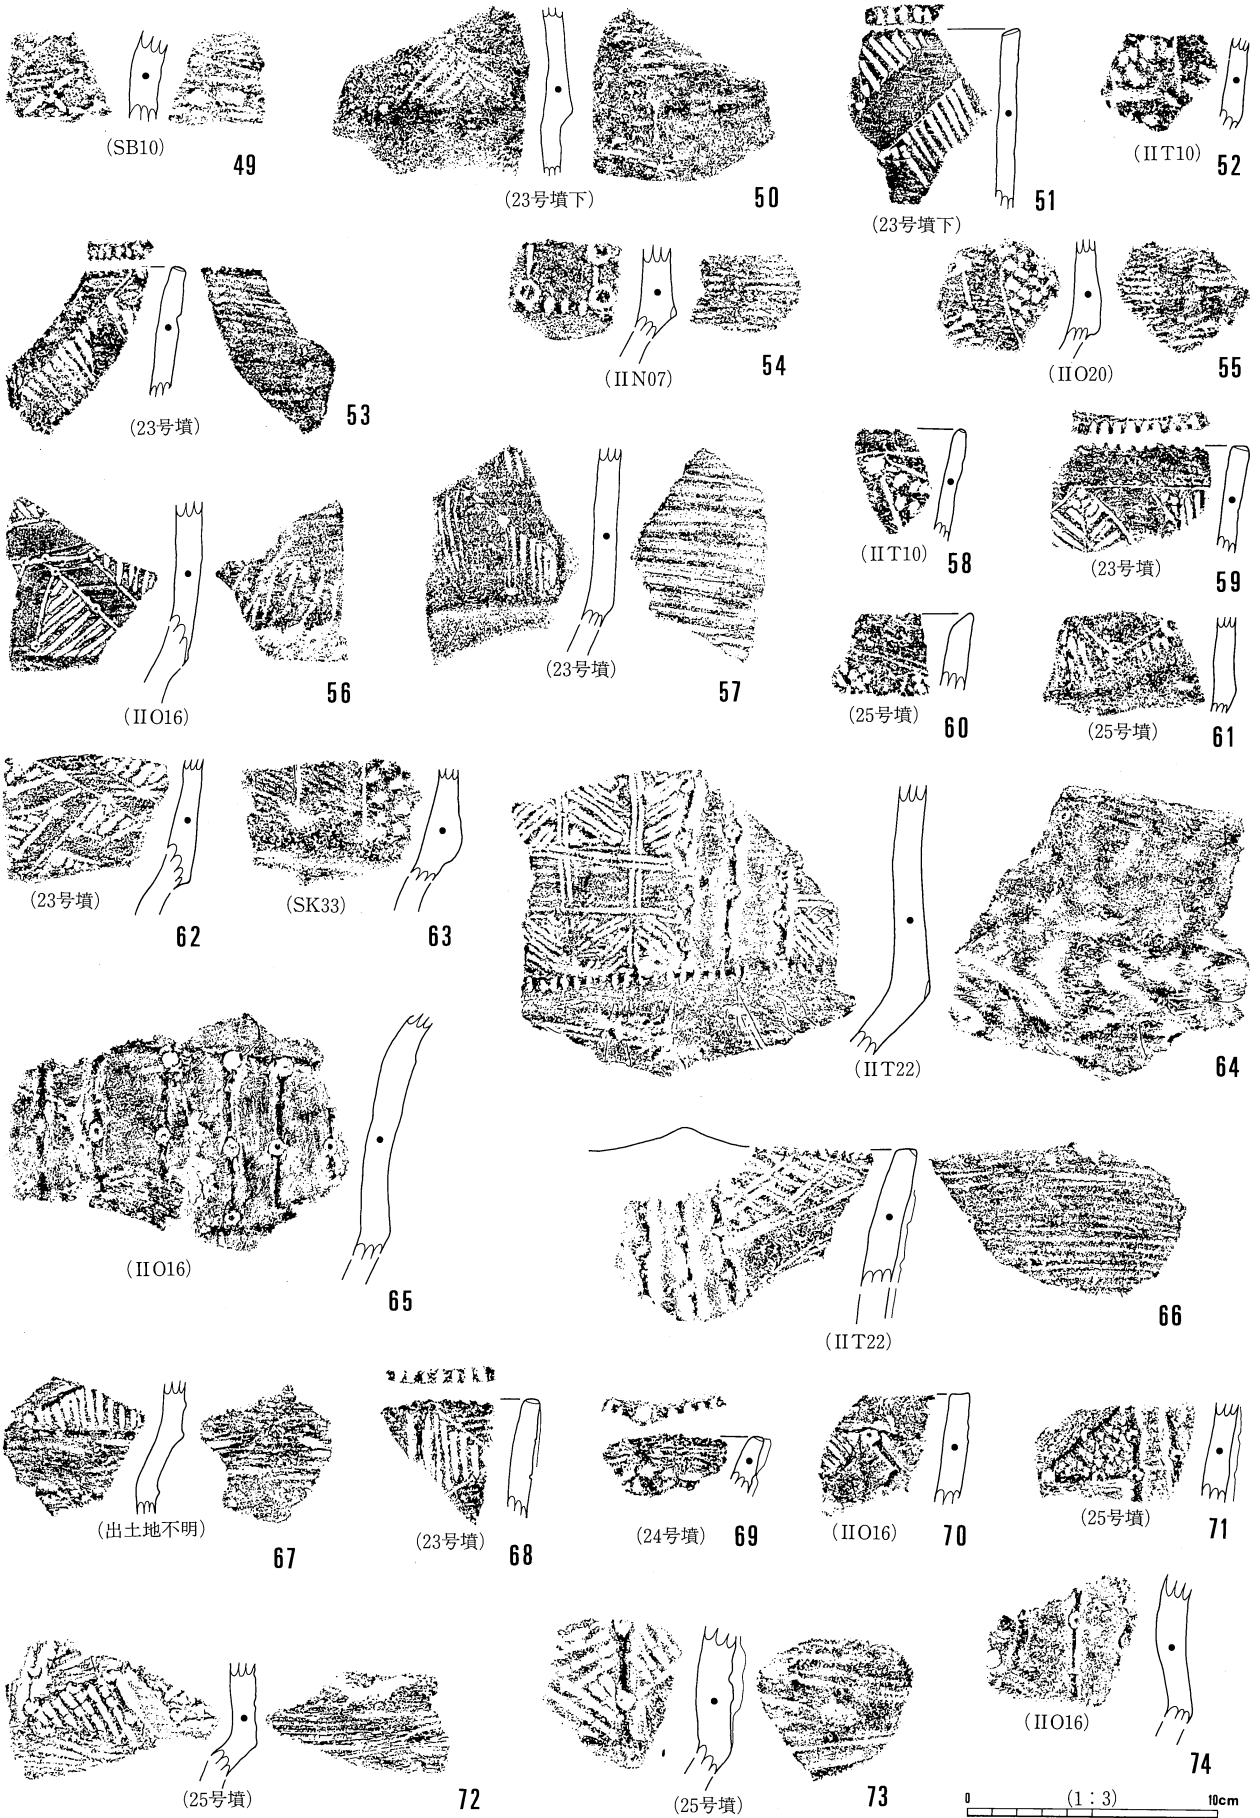 (SB10)
49
(23号墳下)
50
(23号墳下)
51
(IIT10)
52
(23号墳)
53
(IIN07)
54
(IIO20)
55
(IIO16)
56
(23号墳)
57
(IIT10)
58
(23号墳)
59
(25号墳)
60
(25号墳)
61
(23号墳)
62
(SK33)
63
(IIT22)
64
(IIO16)
65
(IIT22)
66
(出土地不明)
67
(23号墳)
68
(24号墳)
69
(IIO16)
70
(25号墳)
71
(25号墳)
72
(25号墳)
73
(IIO16)
74
0 (1:3) 10cm